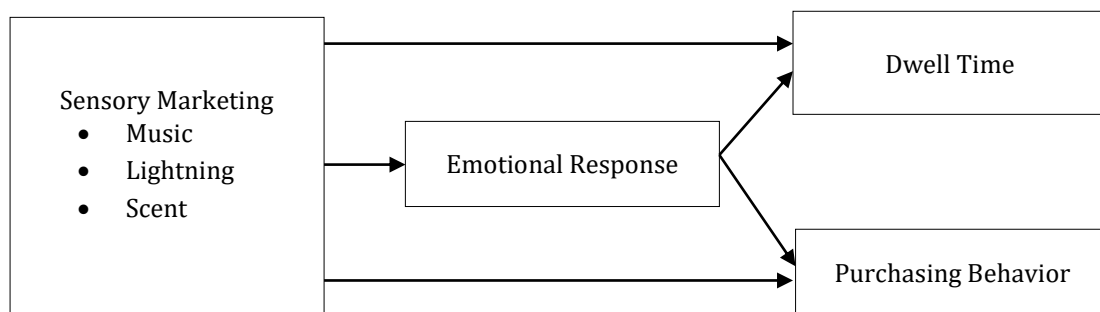 Sensory Marketing
• Music
• Lightning
• Scent
Emotional Response
Dwell Time
Purchasing Behavior